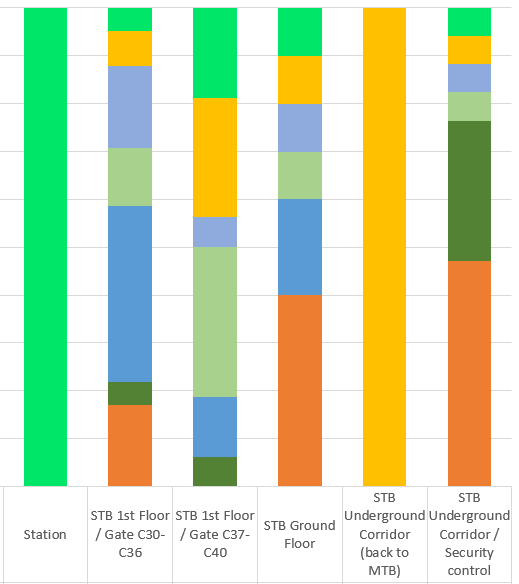 Station
STB 1st Floor
/ Gate C30-
C36
STB 1st Floor
/ Gate C37-
C40
STB Ground
Floor
STB
Underground
Corridor
(back to
MTB)
STB
Underground
Corridor /
Security
control